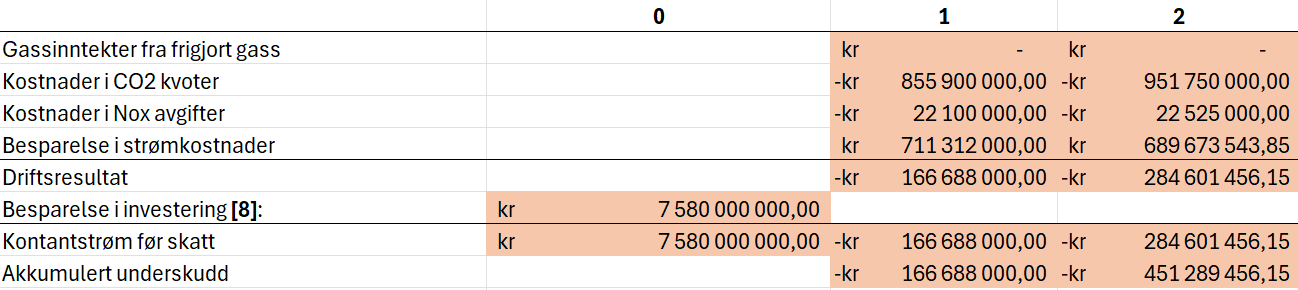 0 1 2
Gassinntekter fra frigjort gass kr - kr -
Kostnader i CO2 kvoter -kr 855 900 000,00 -kr 951 750 000,00
Kostnader i Nox avgifter -kr 22 100 000,00 -kr 22 525 000,00
Besparelse i strømkostnader kr 711 312 000,00 kr 689 673 543,85
Driftsresultat -kr 166 688 000,00 -kr 284 601 456,15
Besparelse i investering [8]: kr 7 580 000 000,00
Kontantstrøm før skatt kr 7 580 000 000,00 -kr 166 688 000,00 -kr 284 601 456,15
Akkumulert underskudd -kr 166 688 000,00 -kr 451 289 456,15